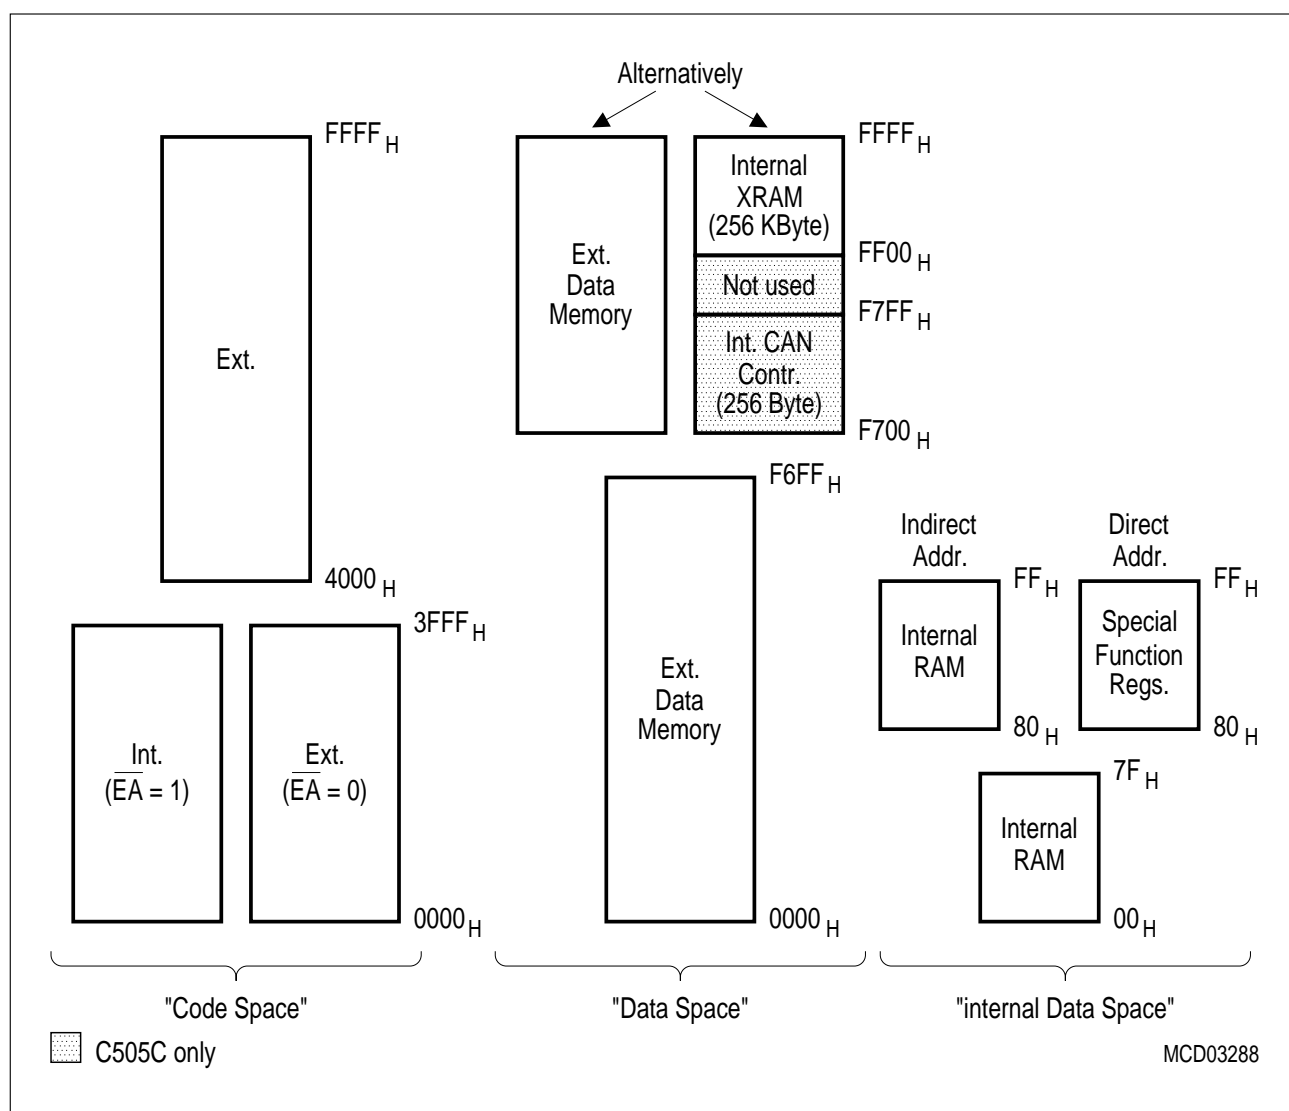 Alternatively
FFFF H
Ext.
4000 H
3FFF H
Int.
(EA = 1)
Ext.
(EA = 0)
0000 H
"Code Space"
Ext.
Data
Memory
Internal
XRAM
(256 KByte)
Not used
Int. CAN
Contr.
(256 Byte)
FFFF H
FF00 H
F7FF H
F700 H
F6FF H
Ext.
Data
Memory
0000 H
"Data Space"
Indirect
Addr.
FF H
Internal
RAM
80 H
Direct
Addr.
FF H
Special
Function
Regs.
80 H
7F H
Internal
RAM
00 H
"internal Data Space"
C505C only
MCD03288